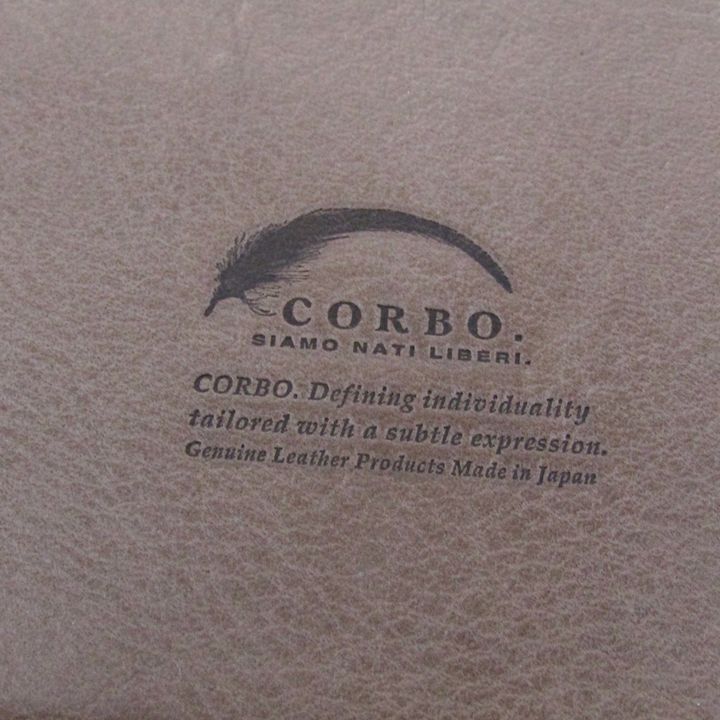 CORBO.
SIAMO NATI LIBERI.
CORBO. Defining individuality
tailored with a subtle expression.
Genuine Leather Products Made in Japan